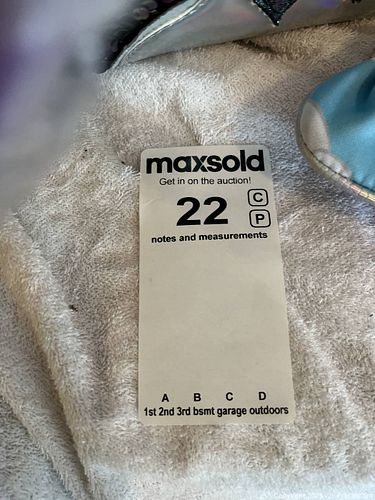 maxsold
Get in on the auction!
22
C
P
notes and measurements
A B C D
1st 2nd 3rd bsmt garage outdoors